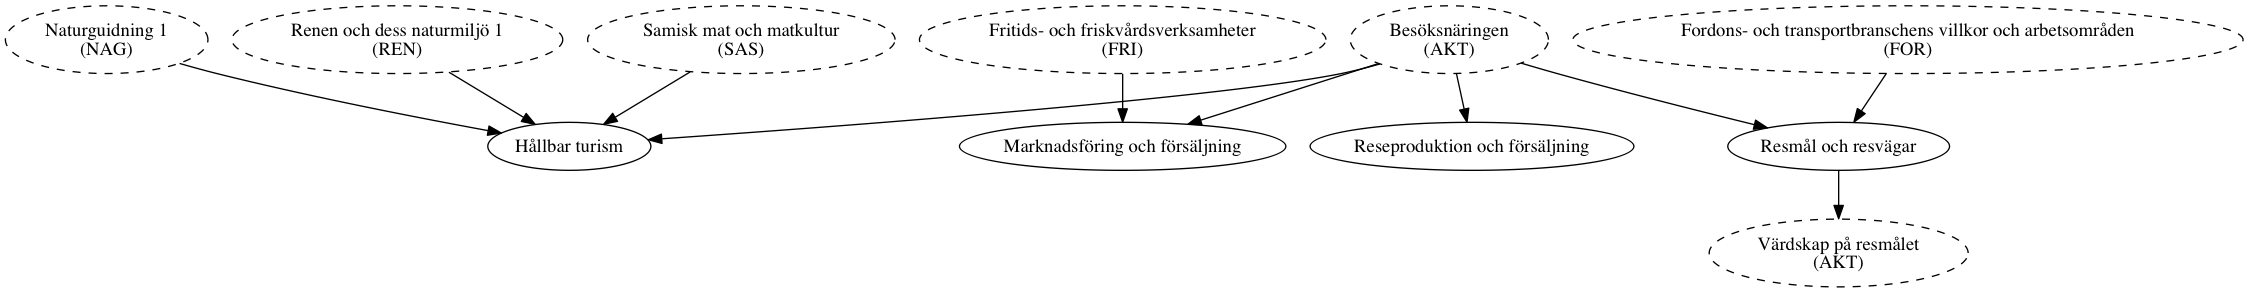 Naturguidning 1
(NAG)
Renen och dess naturmiljö 1
(REN)
Samisk mat och matkultur
(SAS)
Fritids- och friskvårdsverksamheter
(FRI)
Besöksnäringen
(AKT)
Fordons- och transportbranschens villkor och arbetsområden
(FOR)
Hållbar turism
Marknadsföring och försäljning
Reseproduktion och försäljning
Resmål och resvägar
Värdskap på resmålet
(AKT)